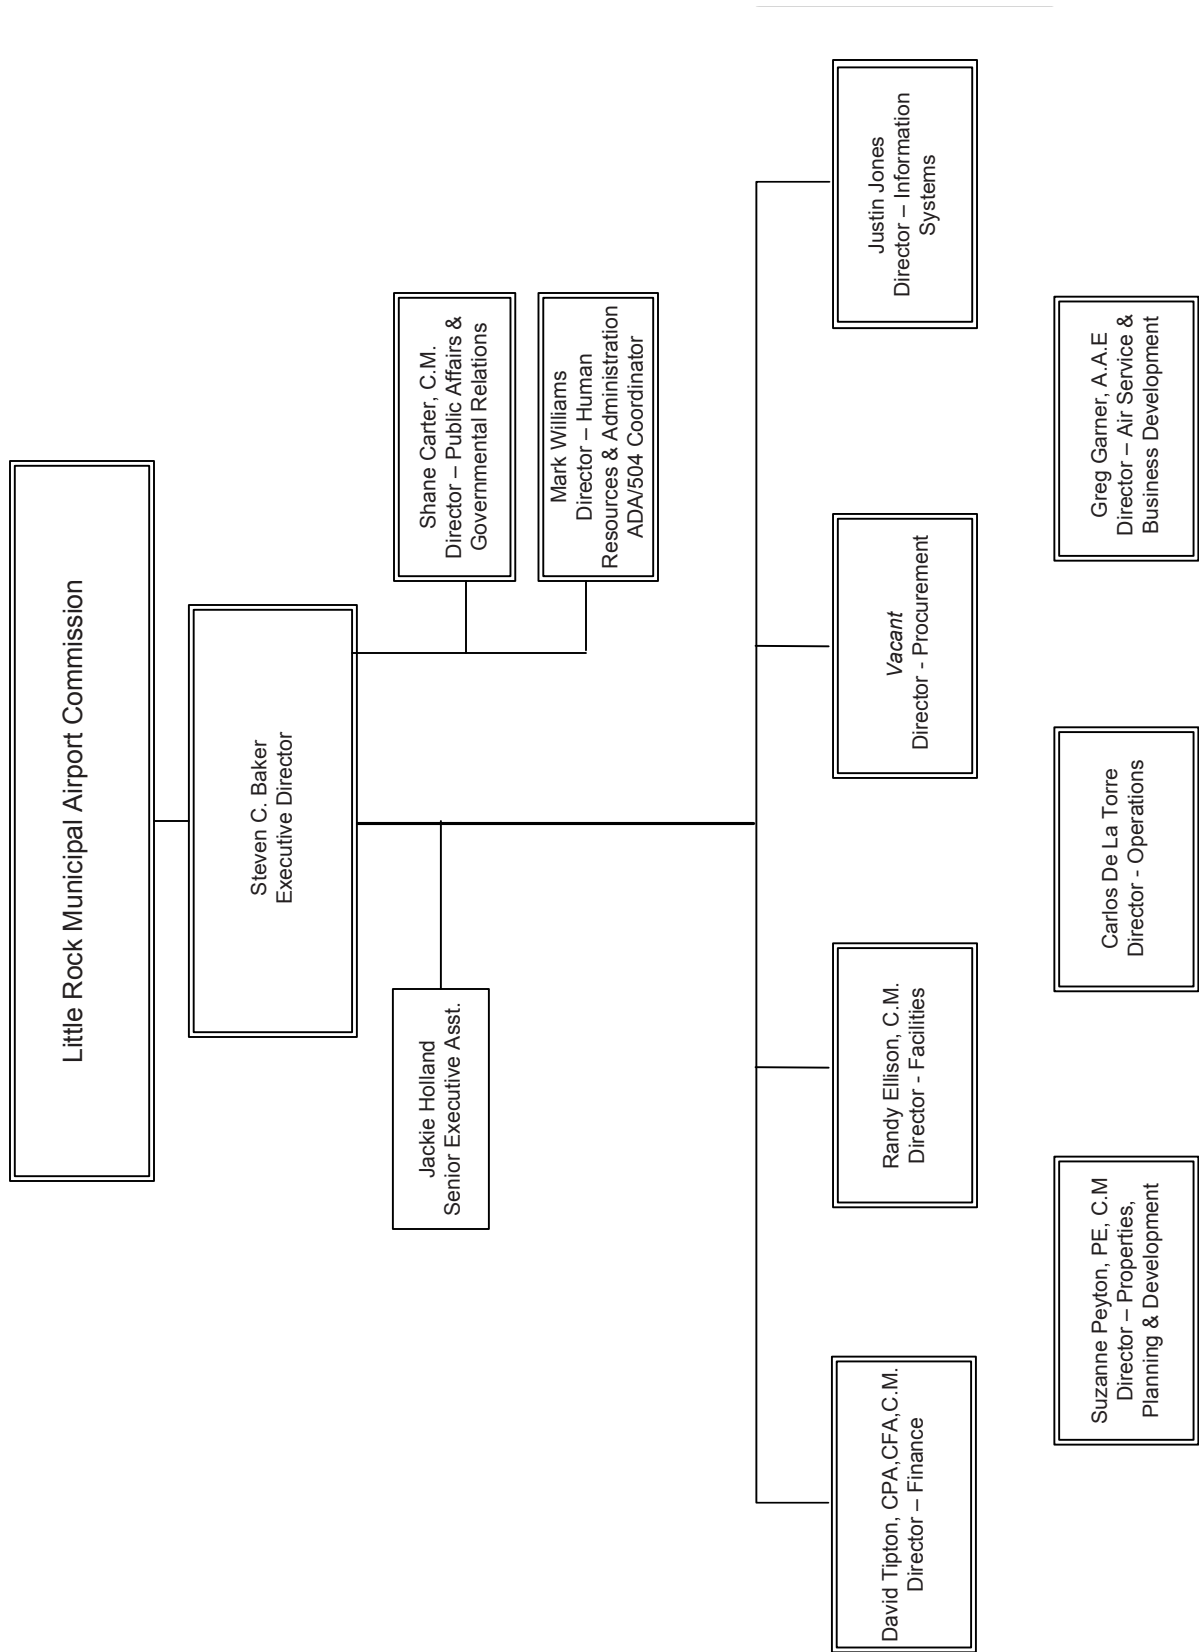 Little Rock Municipal Airport Commission
Steven C. Baker
Executive Director
Jackie Holland
Senior Executive Asst.
Shane Carter, C.M.
Director – Public Affairs &
Governmental Relations
Mark Williams
Director – Human
Resources & Administration
ADA/504 Coordinator
David Tipton, CPA,CFA,C.M.
Director – Finance
Randy Ellison, C.M.
Director - Facilities
Vacant
Director - Procurement
Justin Jones
Director – Information
Systems
Suzanne Peyton, PE, C.M
Director – Properties,
Planning & Development
Carlos De La Torre
Director - Operations
Greg Garner, A.A.E
Director – Air Service &
Business Development